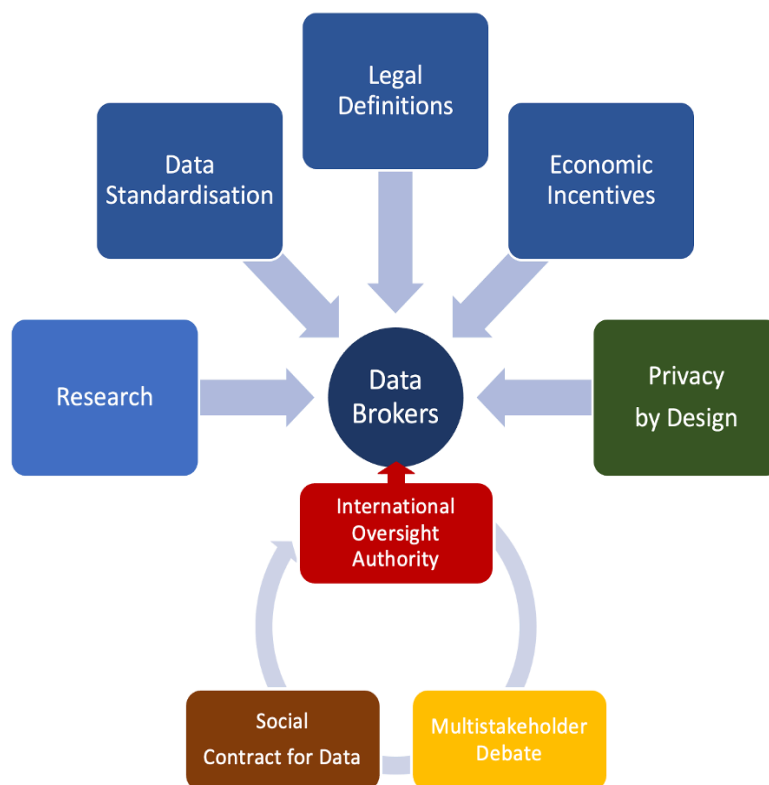 Legal
Definitions
Data
Standardisation
Economic
Incentives
Research
Data
Brokers
Privacy
by Design
International
Oversight
Authority
Social
Contract for Data
Multistakeholder
Debate